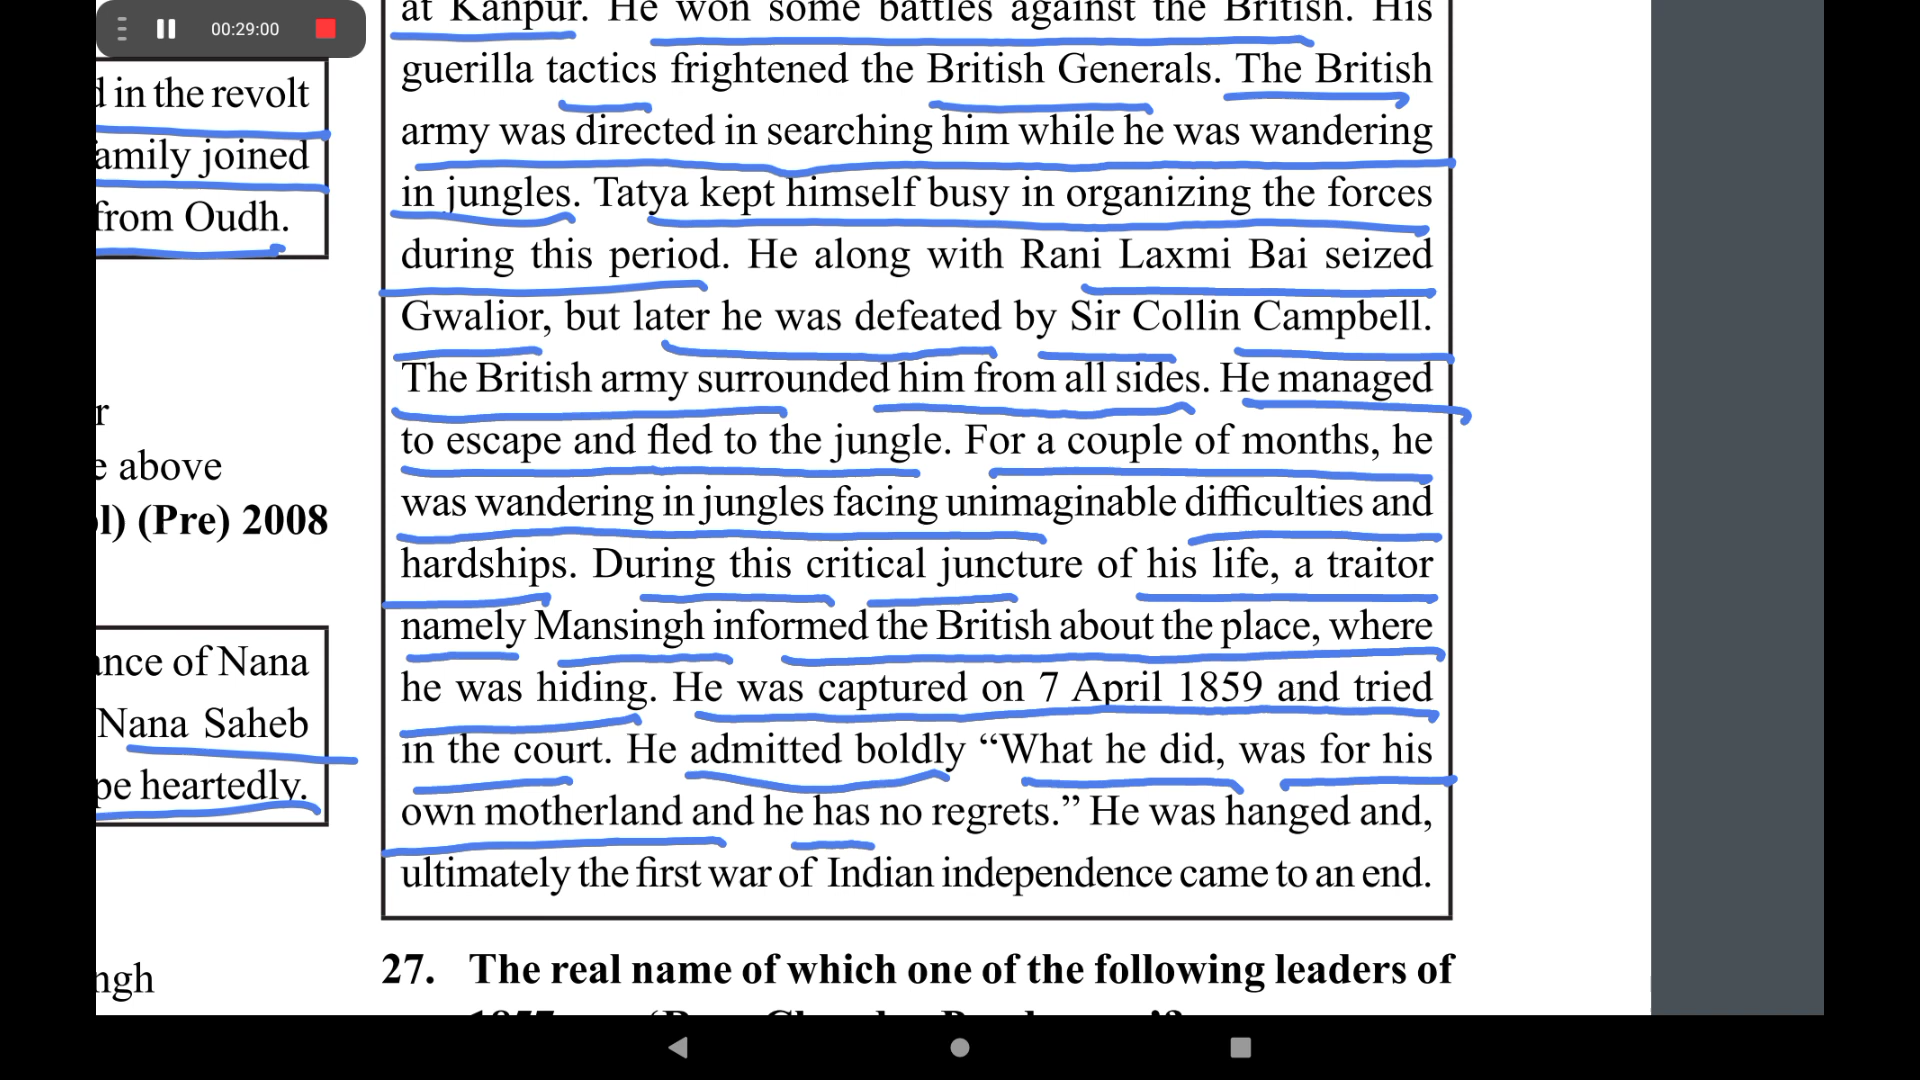 00:29:00
d in the revolt
amily joined
from Oudh.
r
e above
l) (Pre) 2008
ance of Nana
Nana Saheb
pe heartedly.
ngh
at Kanpur. He won some battles against the British. His
guerilla tactics frightened the British Generals. The British
army was directed in searching him while he was wandering
in jungles. Tatya kept himself busy in organizing the forces
during this period. He along with Rani Laxmi Bai seized
Gwalior, but later he was defeated by Sir Collin Campbell.
The British army surrounded him from all sides. He managed
to escape and fled to the jungle. For a couple of months, he
was wandering in jungles facing unimaginable difficulties and
hardships. During this critical juncture of his life, a traitor
namely Mansingh informed the British about the place, where
he was hiding. He was captured on 7 April 1859 and tried
in the court. He admitted boldly “What he did, was for his
own motherland and he has no regrets.” He was hanged and,
ultimately the first war of Indian independence came to an end.
27. The real name of which one of the following leaders of